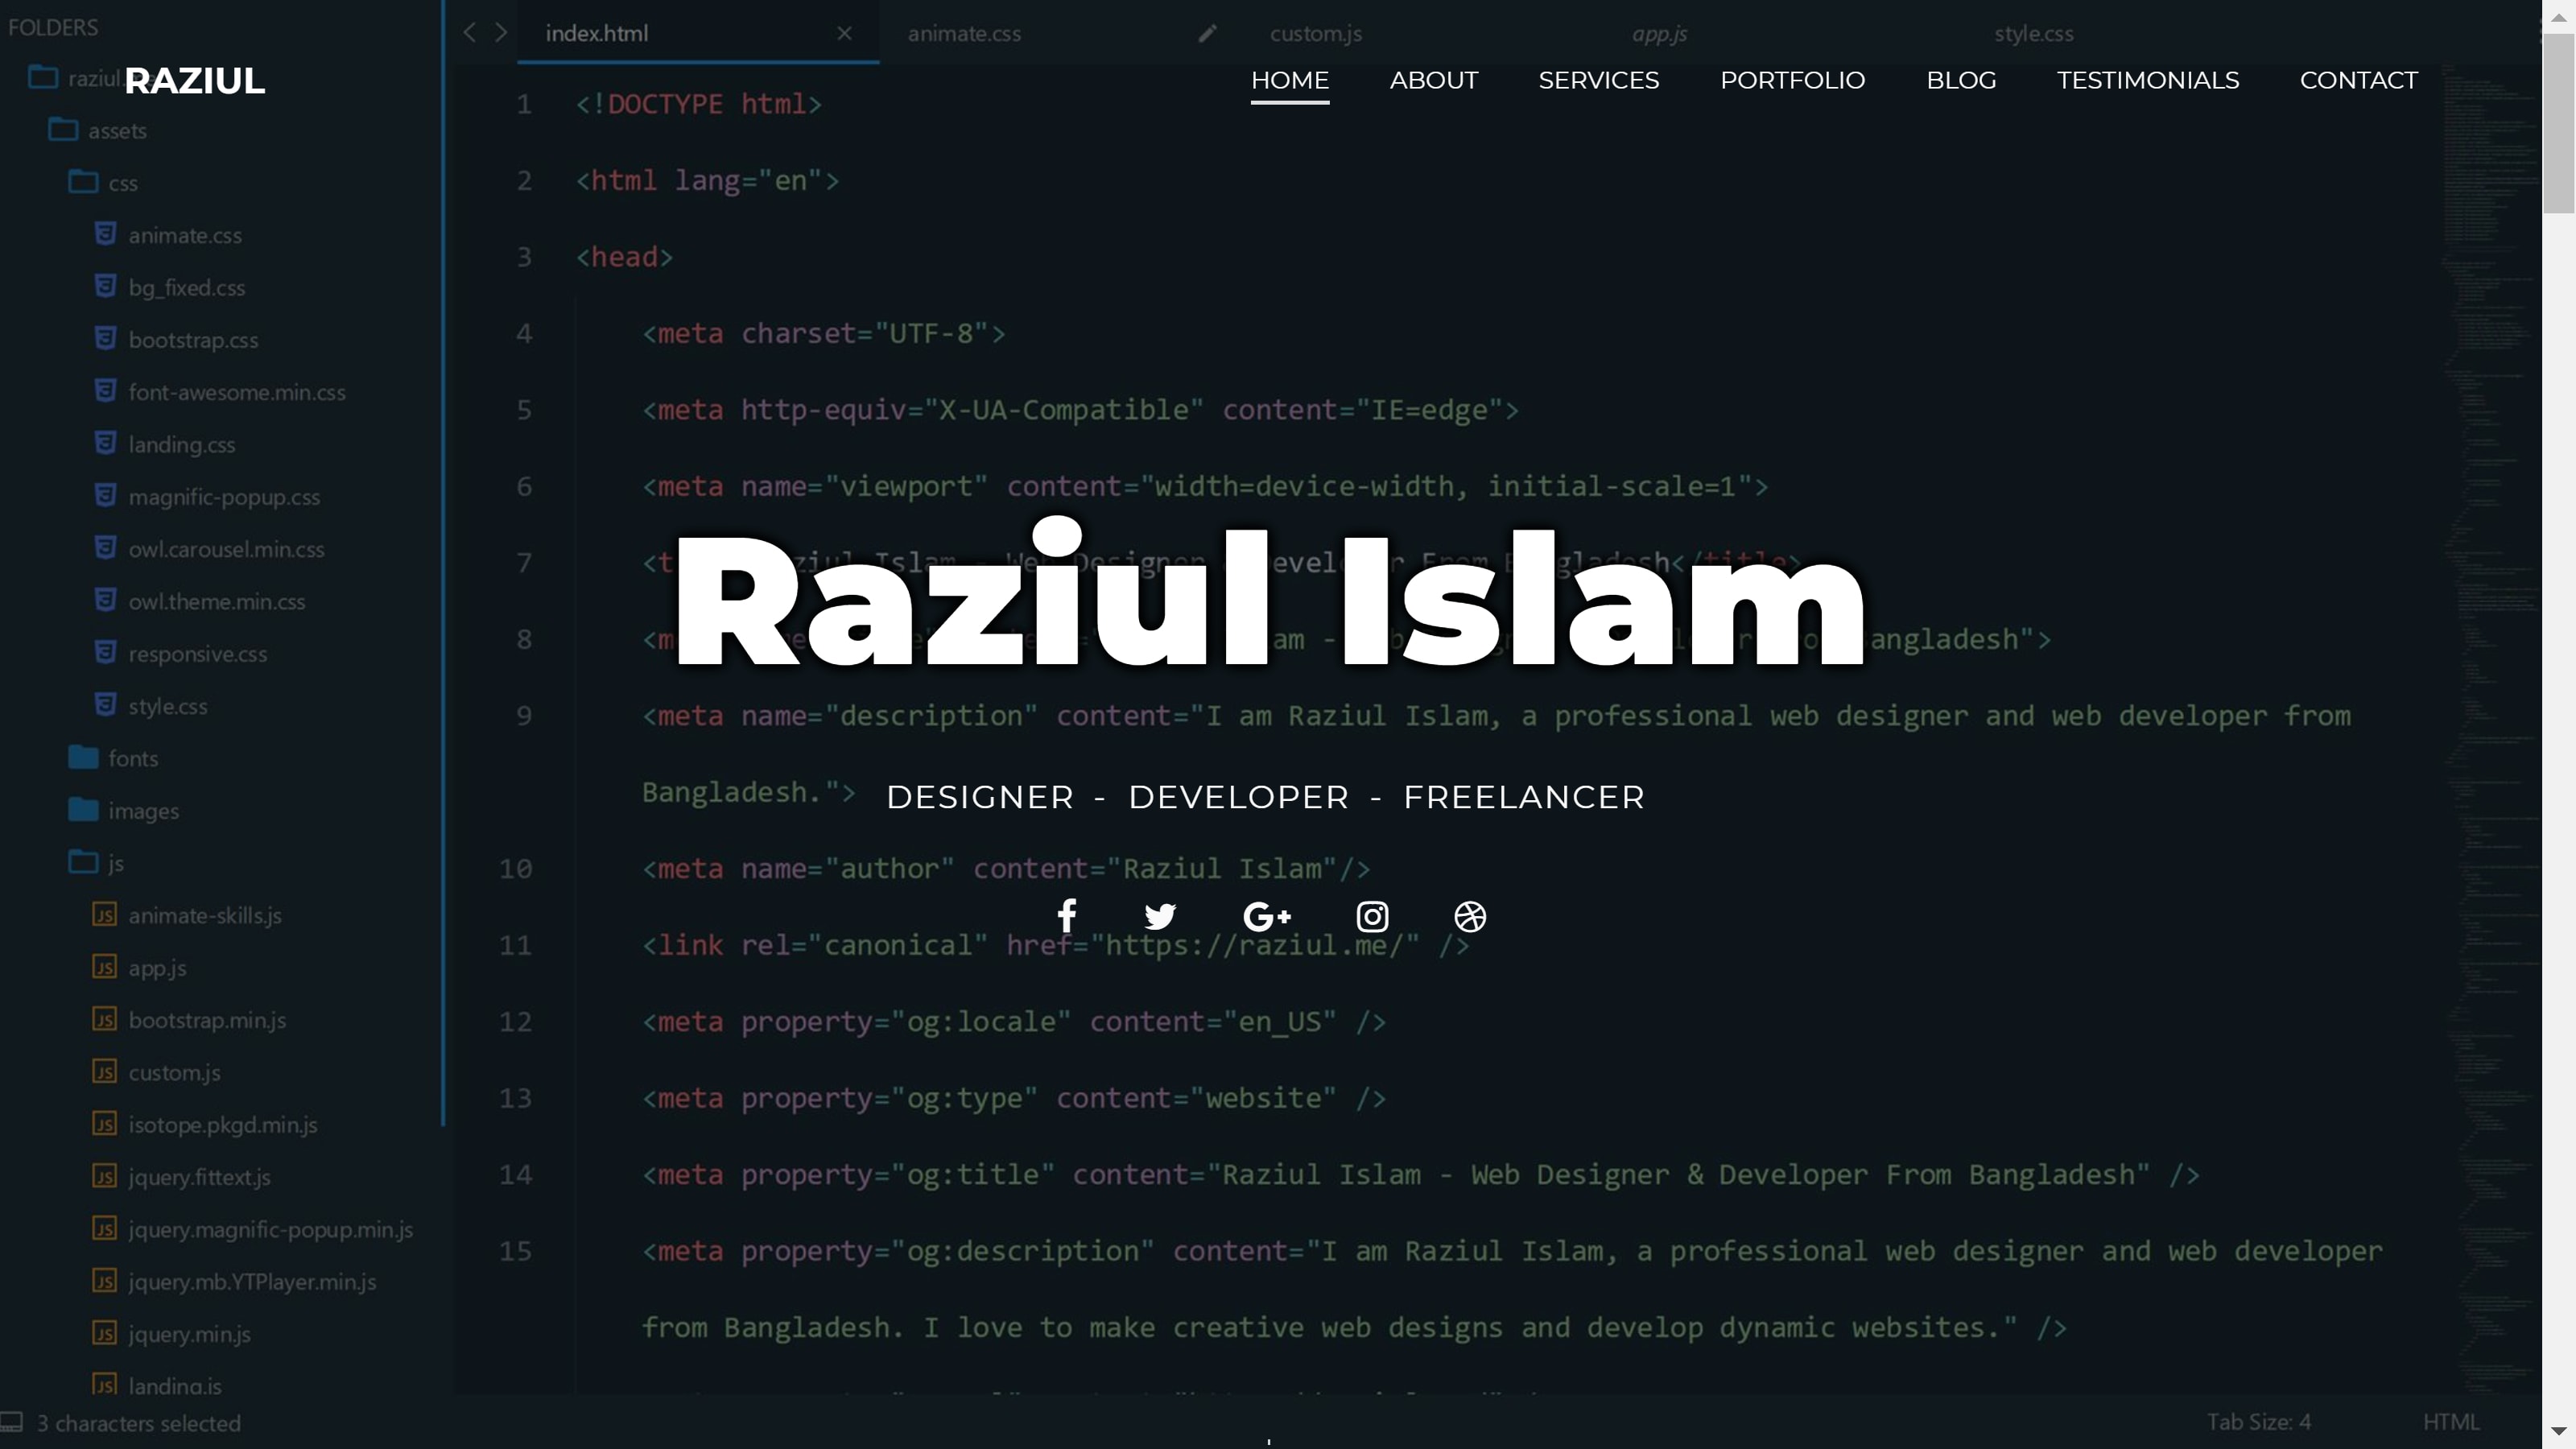 FOLDERS
index.html
animate.css
custom.js
app.js
style.css
RAZIUL
HOME
ABOUT
SERVICES
PORTFOLIO
BLOG
TESTIMONIALS
CONTACT
assets
css
animate.css
bg_fixed.css
bootstrap.css
font-awesome.min.css
landing.css
magnific-popup.css
owl.carousel.min.css
owl.theme.min.css
responsive.css
style.css
fonts
images
js
animate-skills.js
app.js
bootstrap.min.js
custom.js
isotope.pkgd.min.js
jquery.fittext.js
jquery.magnific-popup.min.js
jquery.mb.YTPlayer.min.js
jquery.min.js
landing.js
1 <!DOCTYPE html>
2 <html lang="en">
3 <head>
4 <meta charset="UTF-8">
5 <meta http-equiv="X-UA-Compatible" content="IE=edge">
6 <meta name="viewport" content="width=device-width, initial-scale=1">
7
Raziul Islam
8
9 <meta name="description" content="I am Raziul Islam, a professional web designer and web developer from
Bangladesh.">
DESIGNER - DEVELOPER - FREELANCER
10 <meta name="author" content="Raziul Islam"/>
11 <link rel="canonical" href="https://raziul.me/" />
12 <meta property="og:locale" content="en_US" />
13 <meta property="og:type" content="website" />
14 <meta property="og:title" content="Raziul Islam - Web Designer & Developer From Bangladesh" />
15 <meta property="og:description" content="I am Raziul Islam, a professional web designer and web developer
from Bangladesh. I love to make creative web designs and develop dynamic websites." />
3 characters selected
Tab Size: 4
HTML